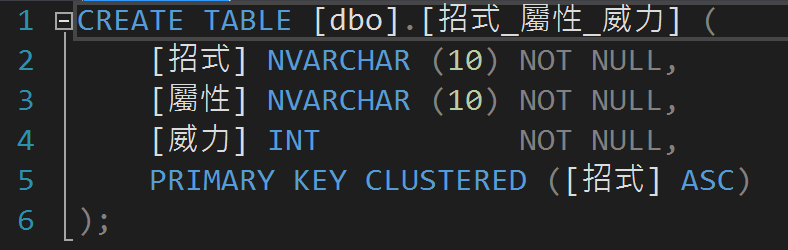 1 CREATE TABLE [dbo].[招式_屬性_威力] (
2 [招式] NVARCHAR (10) NOT NULL,
3 [屬性] NVARCHAR (10) NOT NULL,
4 [威力] INT NOT NULL,
5 PRIMARY KEY CLUSTERED ([招式] ASC)
6 );